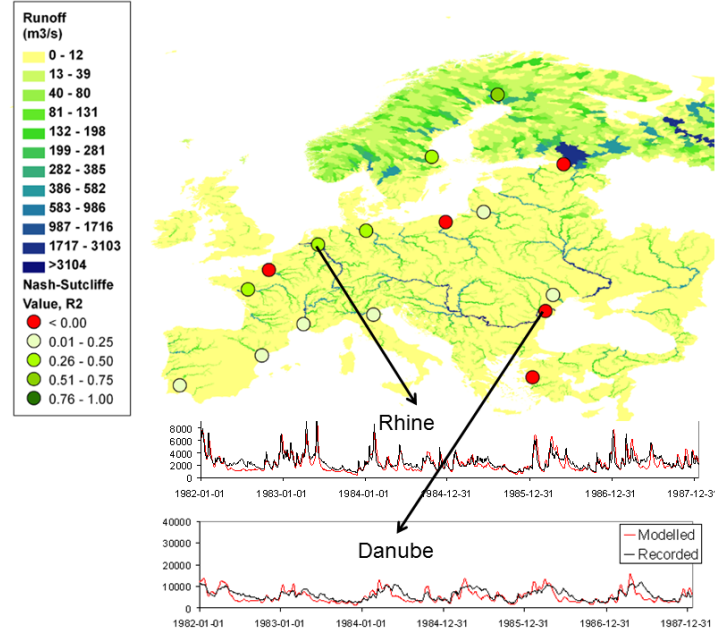 Runoff
(m3/s)
0 - 12
13 - 39
40 - 80
81 - 131
132 - 198
199 - 281
282 - 385
386 - 582
583 - 986
987 - 1716
1717 - 3103
>3104
Nash-Sutcliffe
Value, R2
< 0.00
0.01 - 0.25
0.26 - 0.50
0.51 - 0.75
0.76 - 1.00
Rhine
8000
6000
4000
2000
0
1982-01-01 1983-01-01 1984-01-01 1984-12-31 1985-12-31 1986-12-31 1987-12-31
Danube
40000
30000
20000
10000
0
Modelled
Recorded
1982-01-01 1983-01-01 1984-01-01 1984-12-31 1985-12-31 1986-12-31 1987-12-31